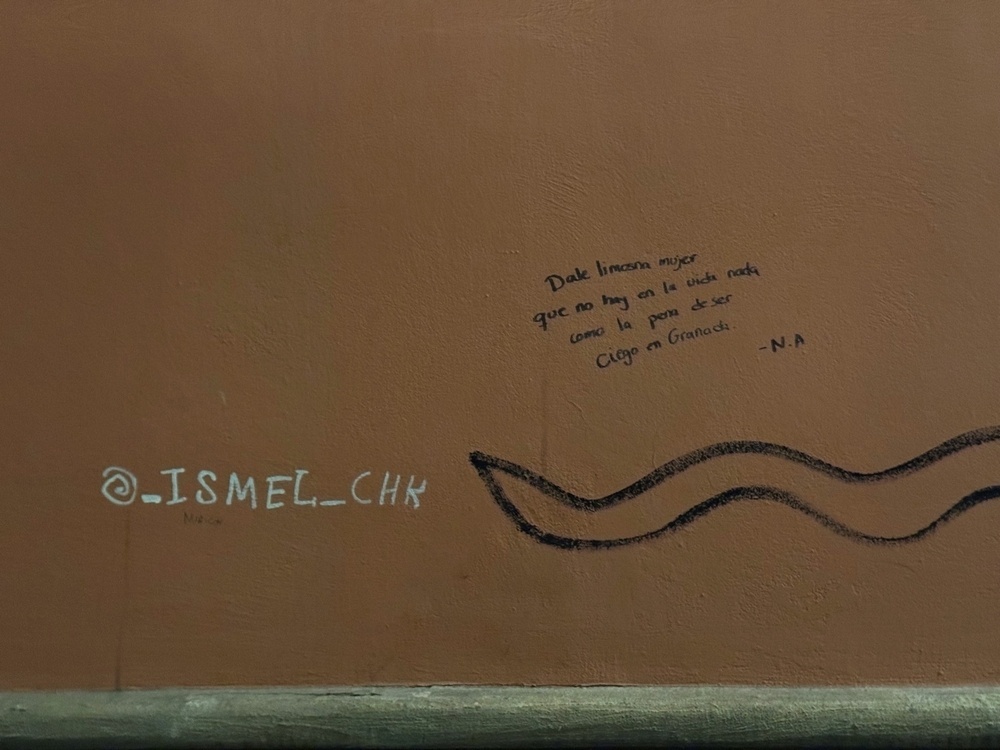 Dale limosna mujer
que no hay en la vida nada
como la pena de ser
Ciego en Granada.
-N.A
@_ISMEL_CHK